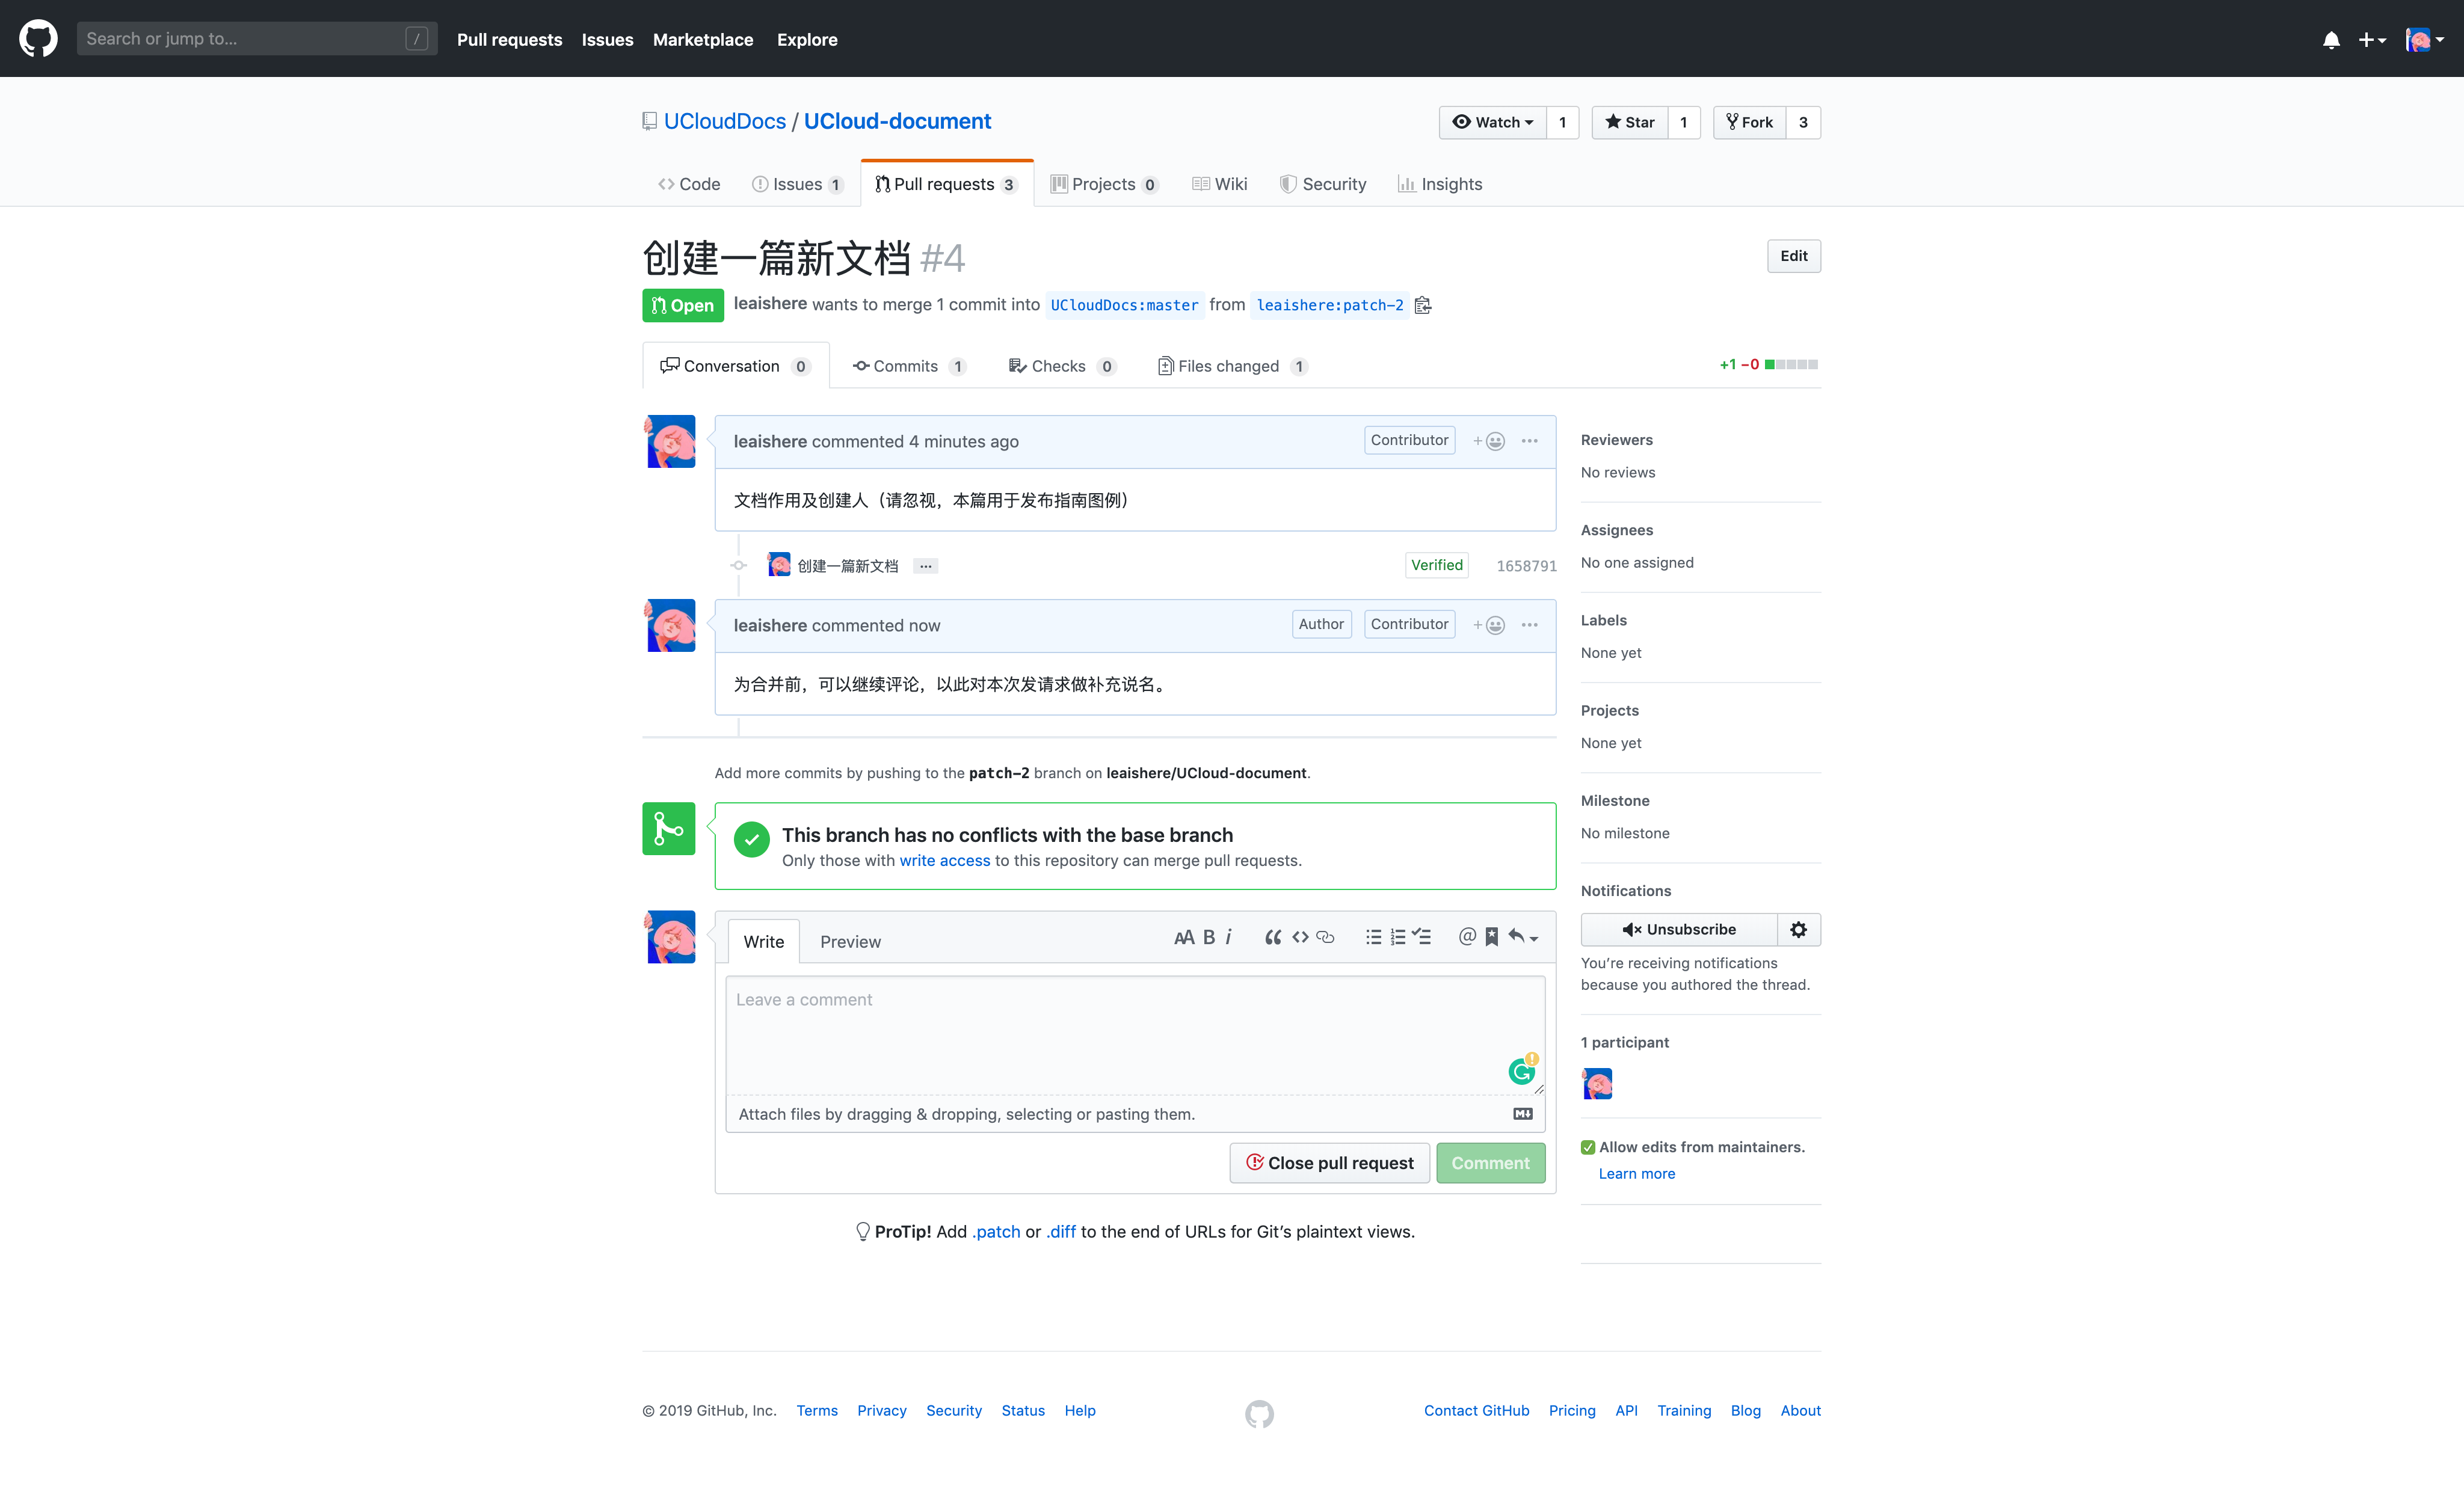 Search or jump to... / Pull requests Issues Marketplace Explore
UCloudDocs / UCloud-document Watch 1 Star 1 Fork 3
Code Issues 1 Pull requests 3 Projects 0 Wiki Security Insights
创建一篇新文档 #4 Edit
Open leaishere wants to merge 1 commit into UCloudDocs:master from leaishere:patch-2
Conversation 0 Commits 1 Checks 0 Files changed 1 +1 −0
leaishere commented 4 minutes ago Contributor
文档作用及创建人（请忽视，本篇用于发布指南图例）
创建一篇新文档 ... Verified 1658791
leaishere commented now Author Contributor
为合并前，可以继续评论，以此对本次发请求做补充说名。
Add more commits by pushing to the patch-2 branch on leaishere/UCloud-document.
This branch has no conflicts with the base branch
Only those with write access to this repository can merge pull requests.
Write Preview
Leave a comment
Attach files by dragging & dropping, selecting or pasting them.
Close pull request Comment
ProTip! Add .patch or .diff to the end of URLs for Git's plaintext views.
Reviewers
No reviews
Assignees
No one assigned
Labels
None yet
Projects
None yet
Milestone
No milestone
Notifications
Unsubscribe
You're receiving notifications
because you authored the thread.
1 participant
Allow edits from maintainers.
Learn more
© 2019 GitHub, Inc. Terms Privacy Security Status Help Contact GitHub Pricing API Training Blog About